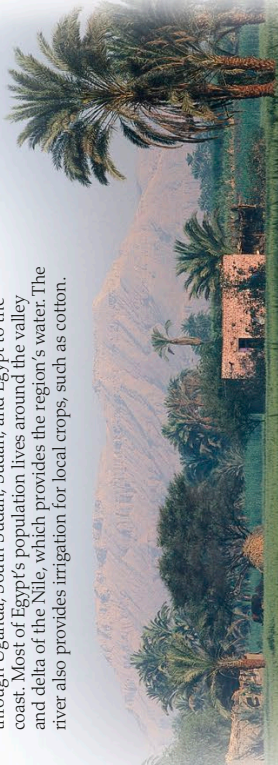 through Uganda, South Sudan, Sudan, and Egypt to the
coast. Most of Egypt's population lives around the valley
and delta of the Nile, which provides the region's water. The
river also provides irrigation for local crops, such as cotton.